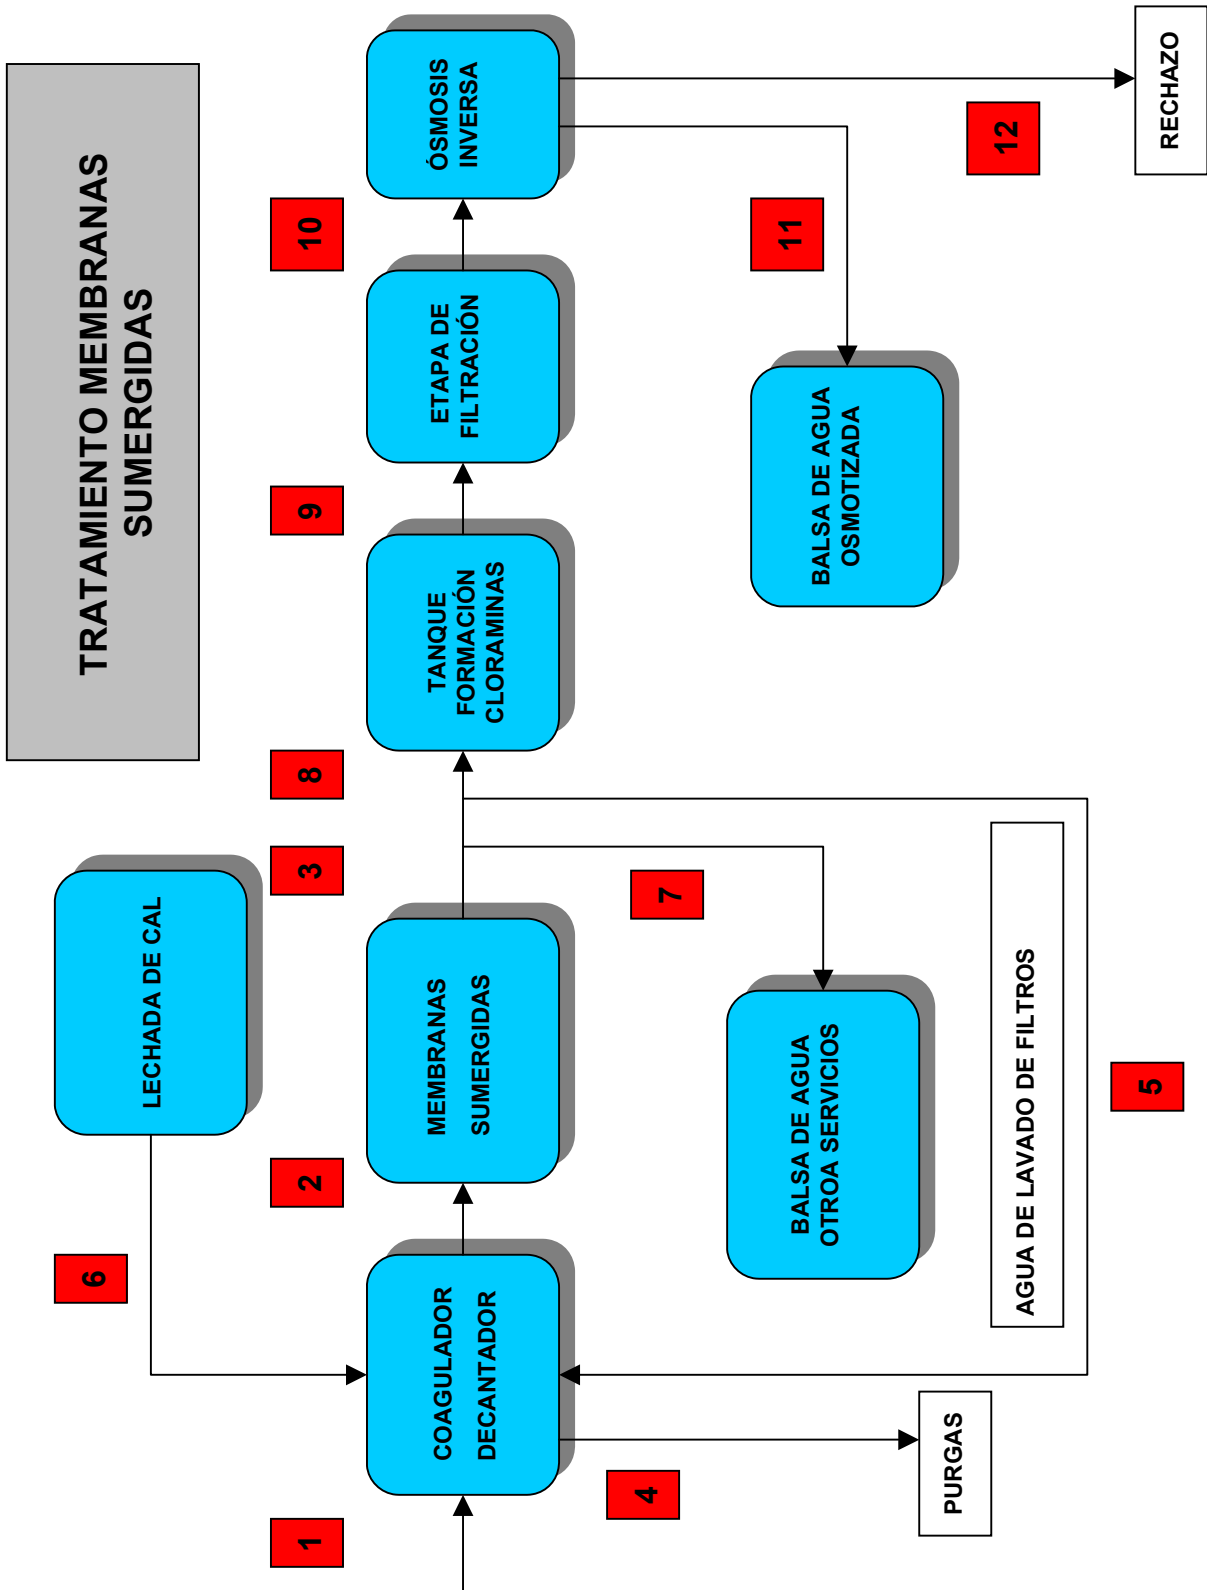 TRATAMIENTO MEMBRANAS
SUMERGIDAS
6
LECHADA DE CAL
1
2
3
8
9
10
COAGULADOR
DECANTADOR
MEMBRANAS
SUMERGIDAS
TANQUE
FORMACIÓN
CLORAMINAS
ETAPA DE
FILTRACIÓN
ÓSMOSIS
INVERSA
4
7
11
BALSA DE AGUA
OTROA SERVICIOS
BALSA DE AGUA
OSMOTIZADA
PURGAS
AGUA DE LAVADO DE FILTROS
12
5
RECHAZO